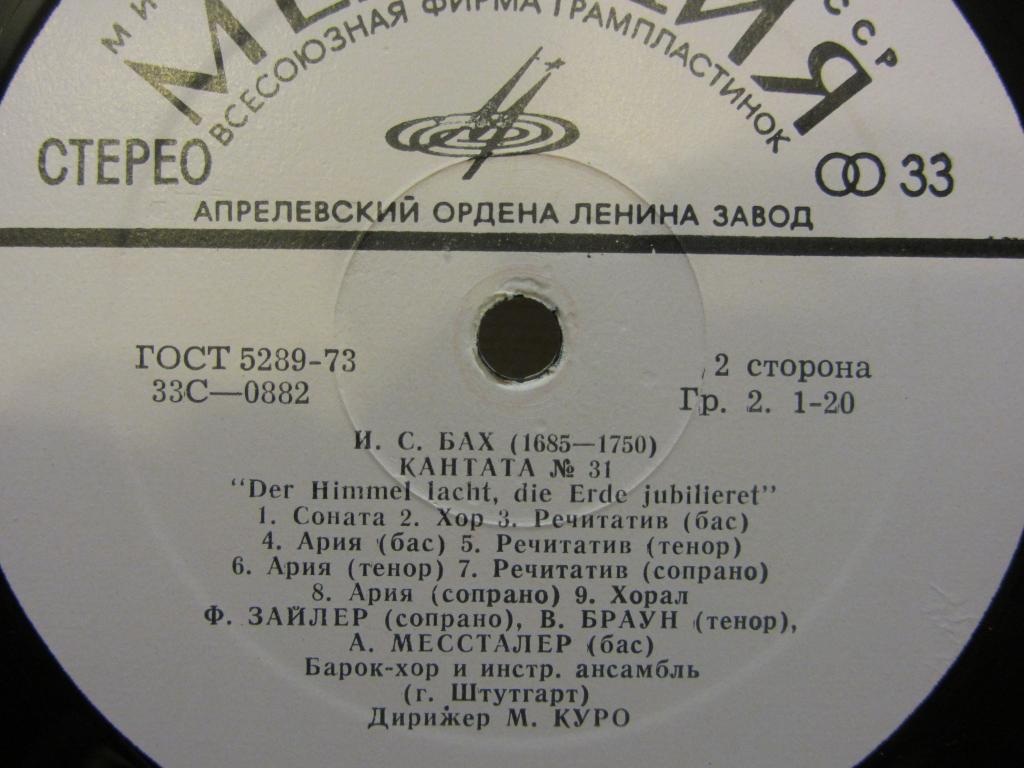 ВСЕСОЮЗНАЯ ФИРМА ГРАМПЛАСТИНОК
СТЕРЕО
33
АПРЕЛЕВСКИЙ ОРДЕНА ЛЕНИНА ЗАВОД
ГОСТ 5289-73
2 сторона
33С—0882
Гр. 2. 1-20
И. С. БАХ (1685—1750)
КАНТАТА № 31
"Der Himmel lacht, die Erde jubilieret"
1. Соната 2. Хор 3. Речитатив (бас)
4. Ария (бас) 5. Речитатив (тенор)
6. Ария (тенор) 7. Речитатив (сопрано)
8. Ария (сопрано) 9. Хорал
Ф. ЗАЙЛЕР (сопрано), В. БРАУН (тенор),
А. МЕССТАЛЕР (бас)
Барок-хор и инстр. ансамбль
(г. Штутгарт)
Дирижер М. КУРО